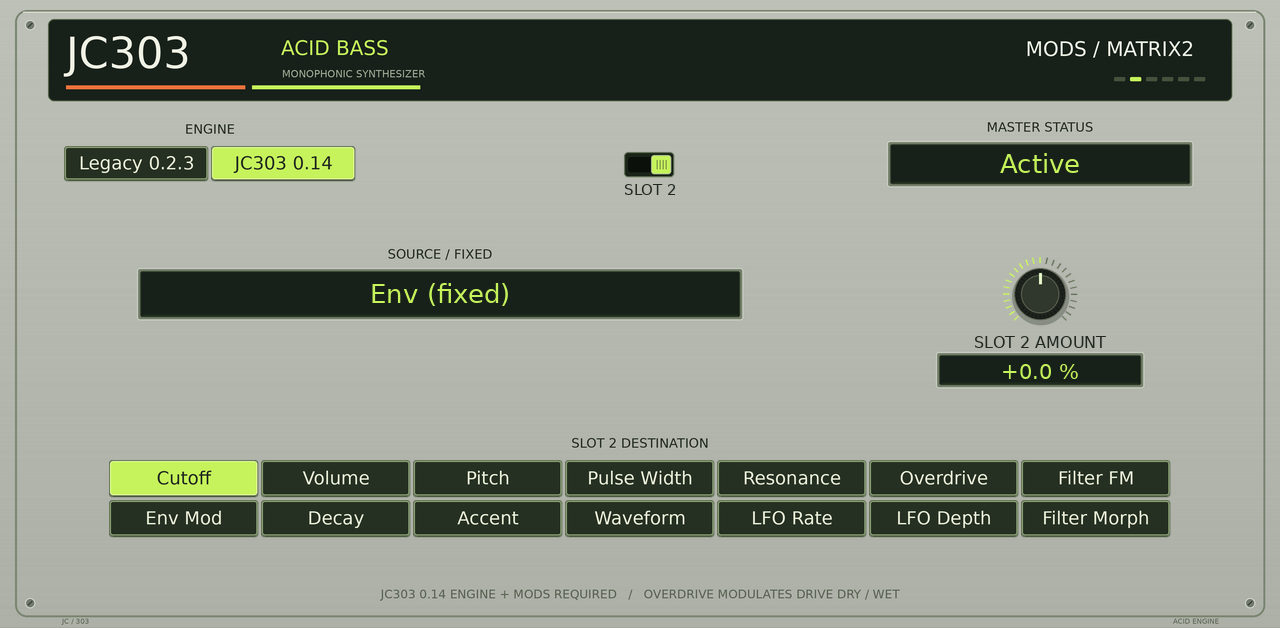 JC303
ACID BASS
MONOPHONIC SYNTHESIZER
MODS / MATRIX2
ENGINE
Legacy 0.2.3
JC303 0.14
SLOT 2
MASTER STATUS
Active
SOURCE / FIXED
Env (fixed)
SLOT 2 AMOUNT
+0.0 %
SLOT 2 DESTINATION
Cutoff
Volume
Pitch
Pulse Width
Resonance
Overdrive
Filter FM
Env Mod
Decay
Accent
Waveform
LFO Rate
LFO Depth
Filter Morph
JC303 0.14 ENGINE + MODS REQUIRED / OVERDRIVE MODULATES DRIVE DRY / WET
JC / 303
ACID ENGINE